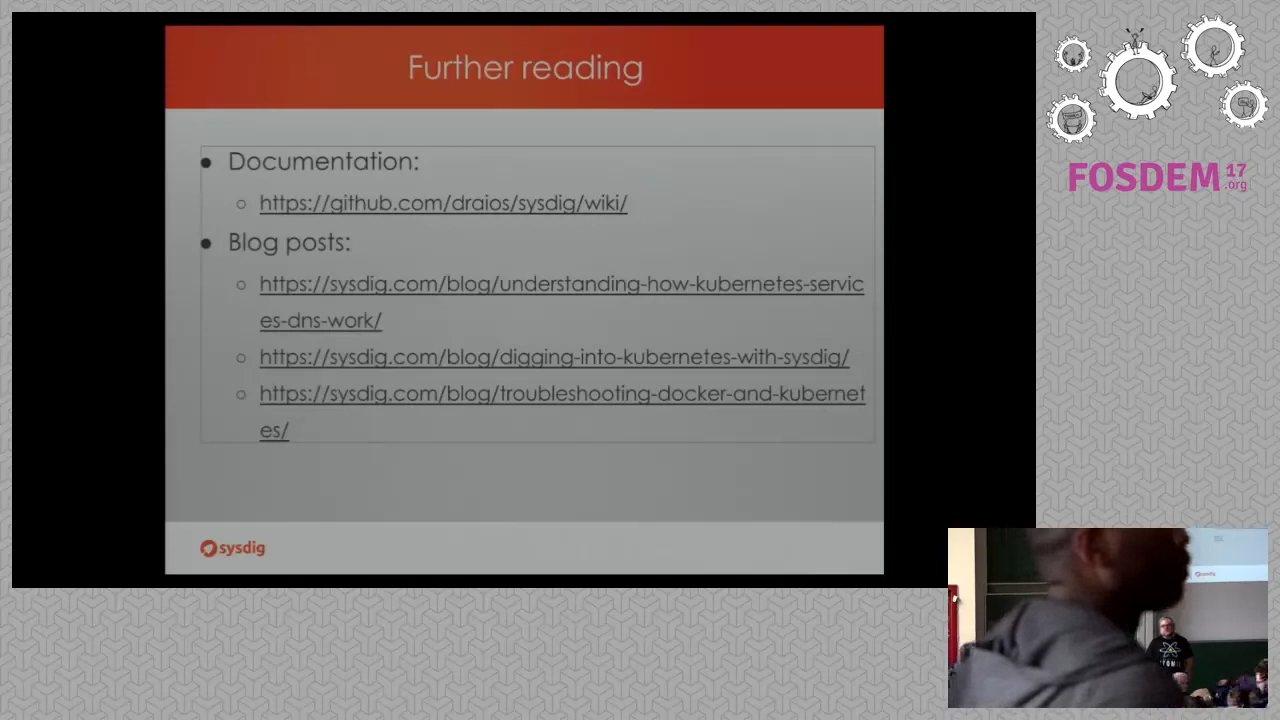 Further reading
Documentation:
https://github.com/draios/sysdig/wiki/
Blog posts:
https://sysdig.com/blog/understanding-how-kubernetes-servic
es-dns-work/
https://sysdig.com/blog/digging-into-kubernetes-with-sysdig/
https://sysdig.com/blog/troubleshooting-docker-and-kubernet
es/
sysdig
FOSDEM 17
.org